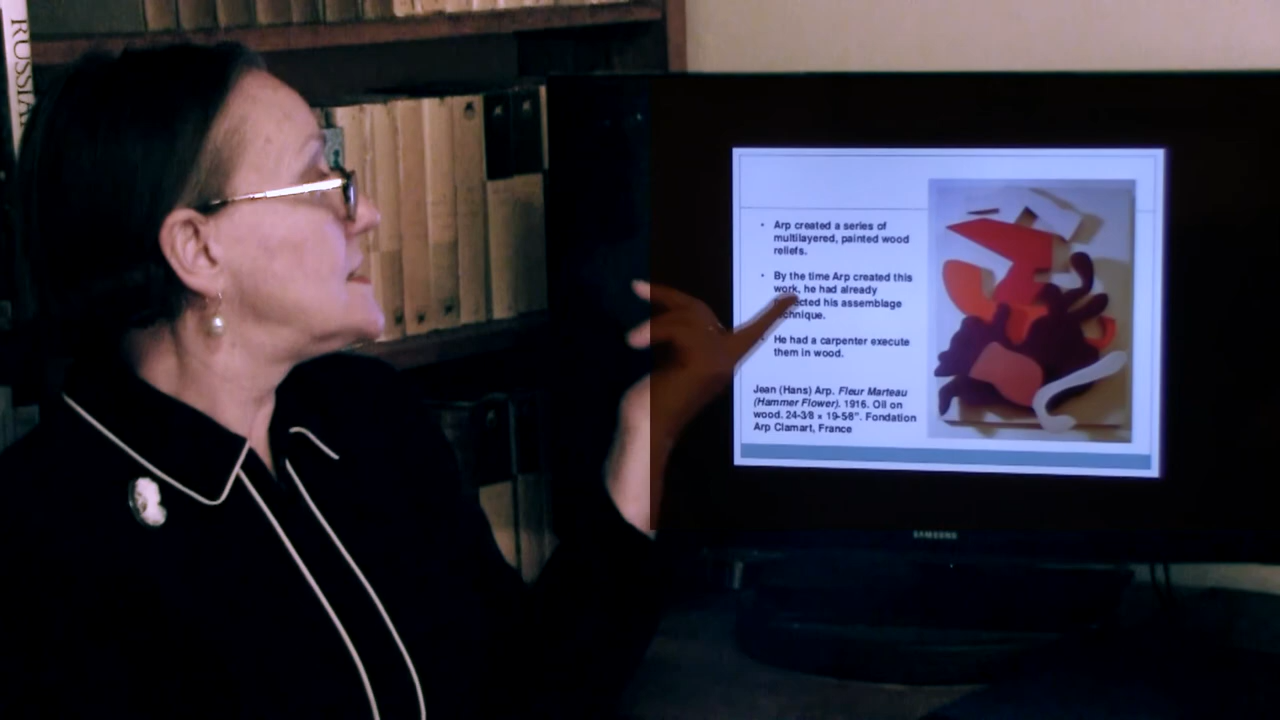 RUSSIA
• Arp created a series of
multilayered, painted wood
reliefs.
• By the time Arp created this
work, he had already
his assemblage
He had a carpenter execute
them in wood.
Jean (Hans) Arp. Fleur Marteau
(Hammer Flower). 1916. Oil on
wood. 24-3/8 x 19-58". Fondation
Arp Clamart, France
SAMSUNG